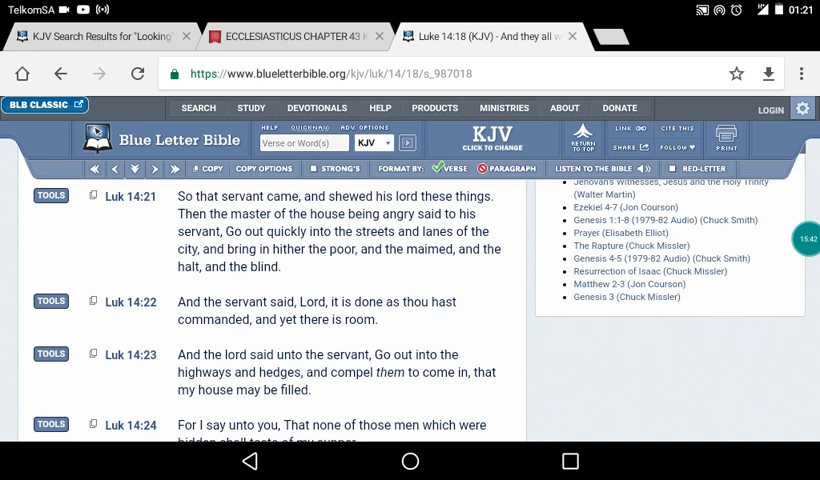 TelkomSA
01:21
KJV Search Results for "Looking"
ECCLESIASTICUS CHAPTER 43 K
Luke 14:18 (KJV) - And they all w
https://www.blueletterbible.org/kjv/luk/14/18/s_987018
BLB CLASSIC
SEARCH STUDY DEVOTIONALS HELP PRODUCTS MINISTRIES ABOUT DONATE
LOGIN
Blue Letter Bible
HELP QUICKNAV ADV. OPTIONS
Verse or Word(s)
KJV
KJV
CLICK TO CHANGE
RETURN
TO TOP
LINK
CITE THIS
SHARE
FOLLOW
PRINT
COPY COPY OPTIONS STRONG'S FORMAT BY: VERSE PARAGRAPH LISTEN TO THE BIBLE RED-LETTER
TOOLS
Luk 14:21
So that servant came, and shewed his lord these things.
Then the master of the house being angry said to his
servant, Go out quickly into the streets and lanes of the
city, and bring in hither the poor, and the maimed, and the
halt, and the blind.
TOOLS
Luk 14:22
And the servant said, Lord, it is done as thou hast
commanded, and yet there is room.
TOOLS
Luk 14:23
And the lord said unto the servant, Go out into the
highways and hedges, and compel them to come in, that
my house may be filled.
TOOLS
Luk 14:24
For I say unto you, That none of those men which were
bidden shall taste of my supper.
Jehovah's Witnesses, Jesus and the Holy Trinity
(Walter Martin)
Ezekiel 4-7 (Jon Courson)
Genesis 1:1-8 (1979-82 Audio) (Chuck Smith)
Prayer (Elisabeth Elliot)
The Rapture (Chuck Missler)
Genesis 4-5 (1979-82 Audio) (Chuck Smith)
Resurrection of Isaac (Chuck Missler)
Matthew 2-3 (Jon Courson)
Genesis 3 (Chuck Missler)
15:42